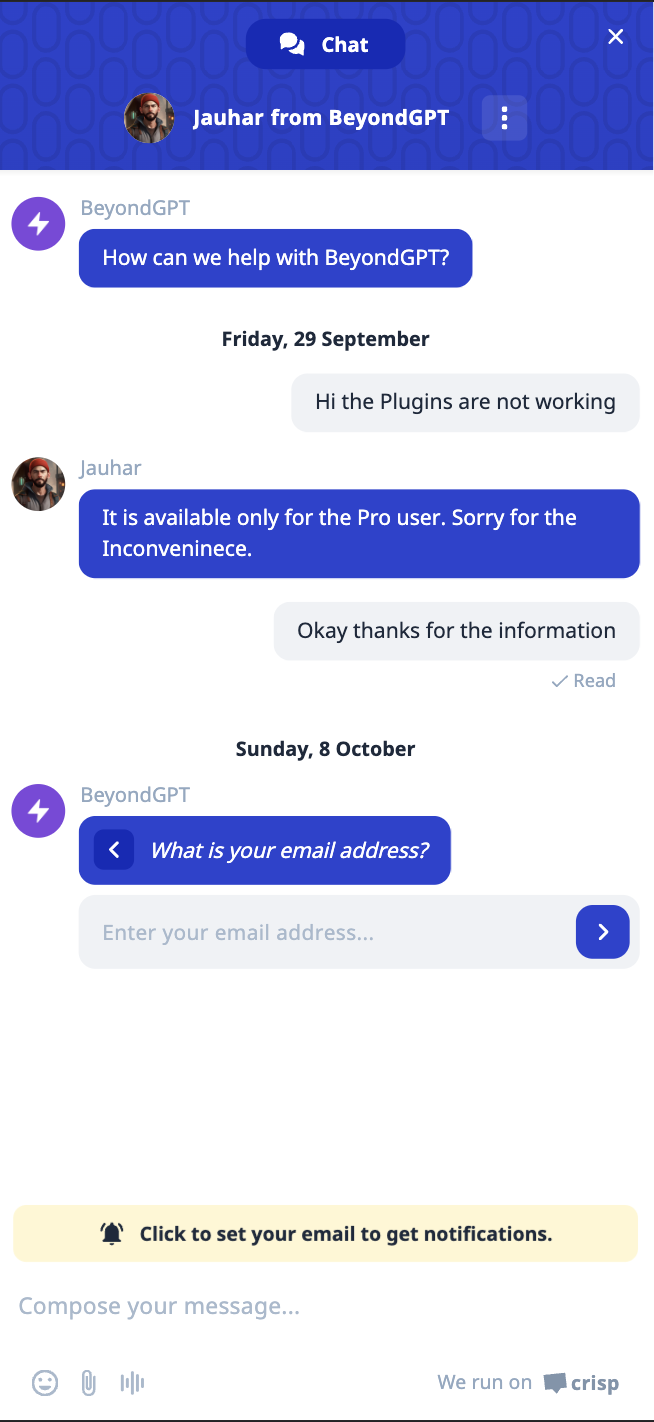 Chat
Jauhar from BeyondGPT
BeyondGPT
How can we help with BeyondGPT?
Friday, 29 September
Hi the Plugins are not working
Jauhar
It is available only for the Pro user. Sorry for the
Inconveninece.
Okay thanks for the information
Read
Sunday, 8 October
BeyondGPT
What is your email address?
Enter your email address...
Click to set your email to get notifications.
Compose your message...
We run on crisp